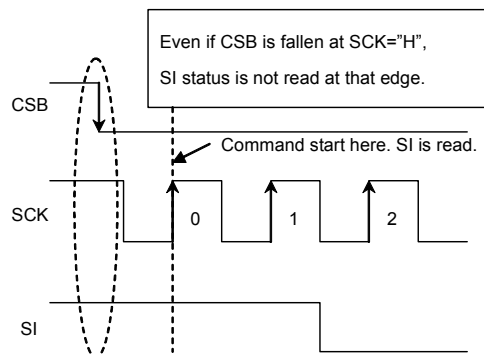 Even if CSB is fallen at SCK=”H”,
SI status is not read at that edge.
CSB
Command start here. SI is read.
SCK
0 1 2
SI